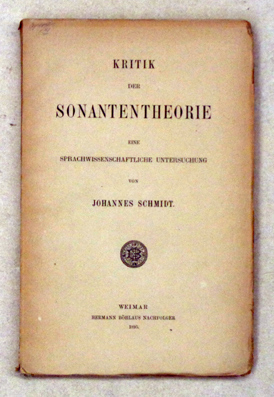 KRITIK
DER
SONANTENTHEORIE
EINE
SPRACHWISSENSCHAFTLICHE UNTERSUCHUNG
VON
JOHANNES SCHMIDT.
WEIMAR
HERMANN BÖHLAUS NACHFOLGER
1895.